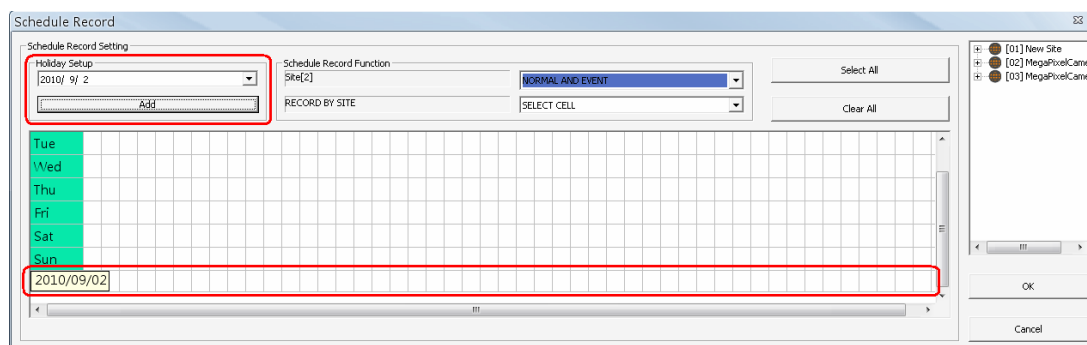 Schedule Record
Schedule Record Setting
Holiday Setup
2010/ 9/ 2
Add
Schedule Record Function
Site[2]
NORMAL AND EVENT
RECORD BY SITE
SELECT CELL
Select All
Clear All
[01] New Site
[02] MegaPixelCame
[03] MegaPixelCame
Tue
Wed
Thu
Fri
Sat
Sun
2010/09/02
OK
Cancel